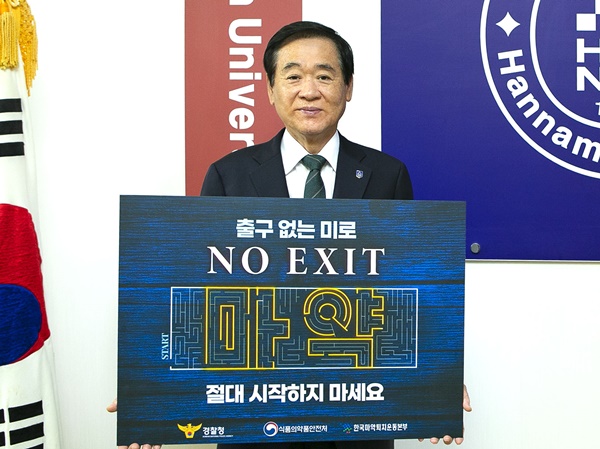 n Univer
Hannam
출구 없는 미로
NO EXIT
START
마약
절대 시작하지 마세요
경찰청
식품의약품안전처
한국마약퇴치운동본부